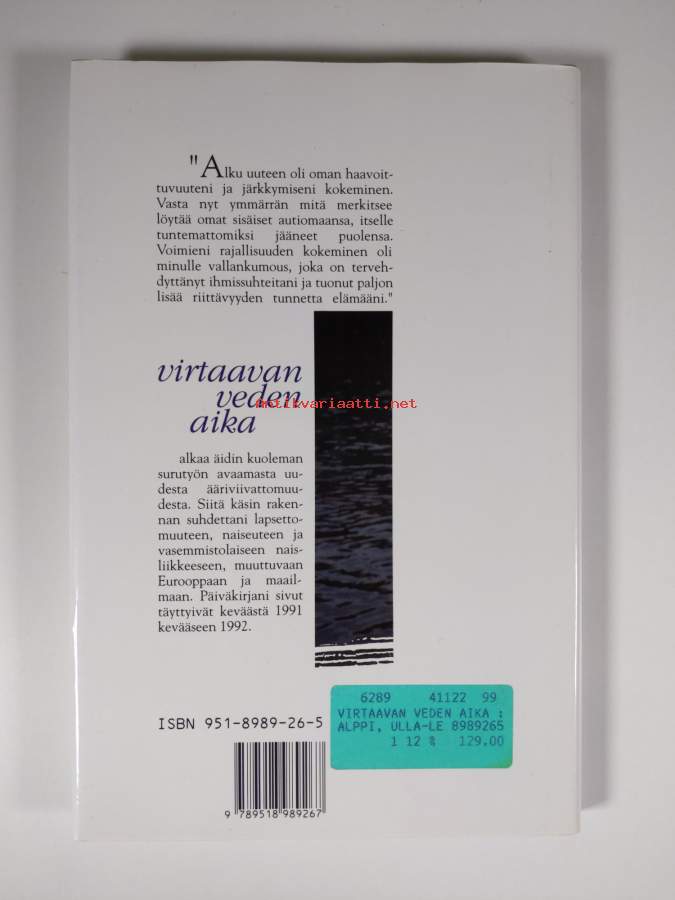 "Alku uuteen oli oman haavoit-
tuvuuteni ja järkkymiseni kokeminen.
Vasta nyt ymmärrän mitä merkitsee
löytää omat sisäiset autiomaansa, itselle
tuntemattomiksi jääneet puolensa.
Voimieni rajallisuuden kokeminen oli
minulle vallankumous, joka on terveh-
dyttänyt ihmissuhteitani ja tuonut paljon
lisää riittävyyden tunnetta elämääni."
virtaavan
veden
aika
antikvariaatti.net
alkaa äidin kuoleman
surutyön avaamasta uu-
desta ääriviivattomuu-
desta. Siitä käsin raken-
nan suhdettani lapsetto-
muuteen, naiseuteen ja
vasemmistolaiseen nais-
liikkeeseen, muuttuvaan
Eurooppaan ja maail-
maan. Päiväkirjani sivut
täyttyivät keväästä 1991
kevääseen 1992.
ISBN 951-8989-26-5
9 789518 989267
6289 41122 99
VIRTAAVAN VEDEN AIKA :
ALPPI, ULLA-LE 8989265
1 12 % 129.00